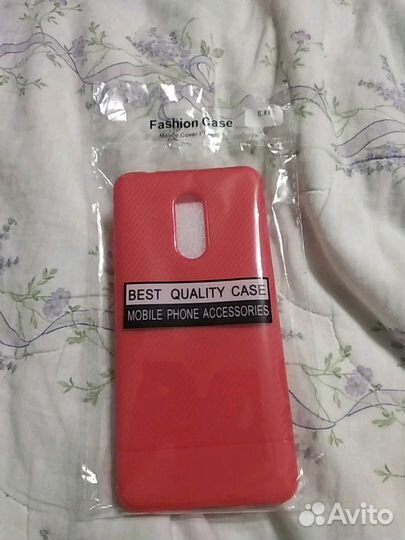 Fashion Case
BEST QUALITY CASE
MOBILE PHONE ACCESSORIES
Avito